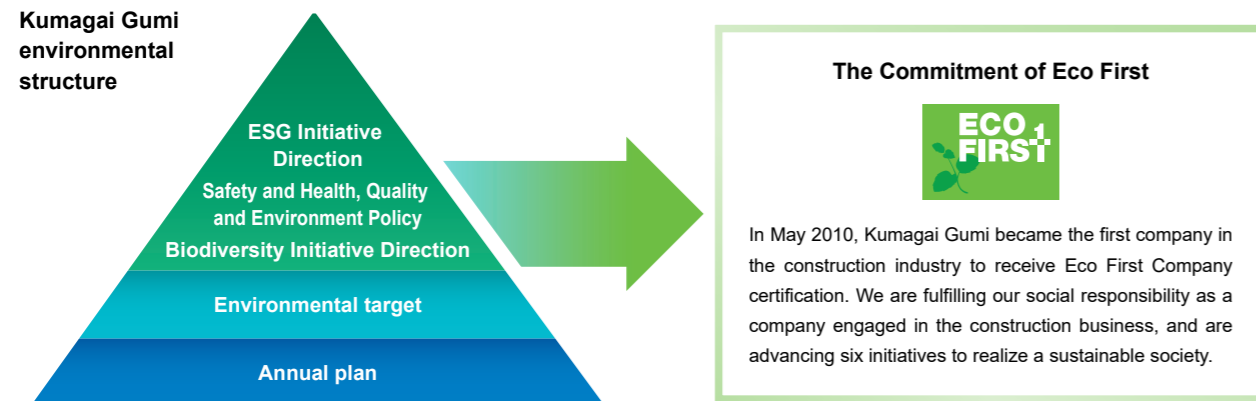 Kumagai Gumi
environmental
structure
ESG Initiative
Direction
Safety and Health, Quality
and Environment Policy
Biodiversity Initiative Direction
Environmental target
Annual plan
The Commitment of Eco First
ECO
FIRST
In May 2010, Kumagai Gumi became the first company in
the construction industry to receive Eco First Company
certification. We are fulfilling our social responsibility as a
company engaged in the construction business, and are
advancing six initiatives to realize a sustainable society.